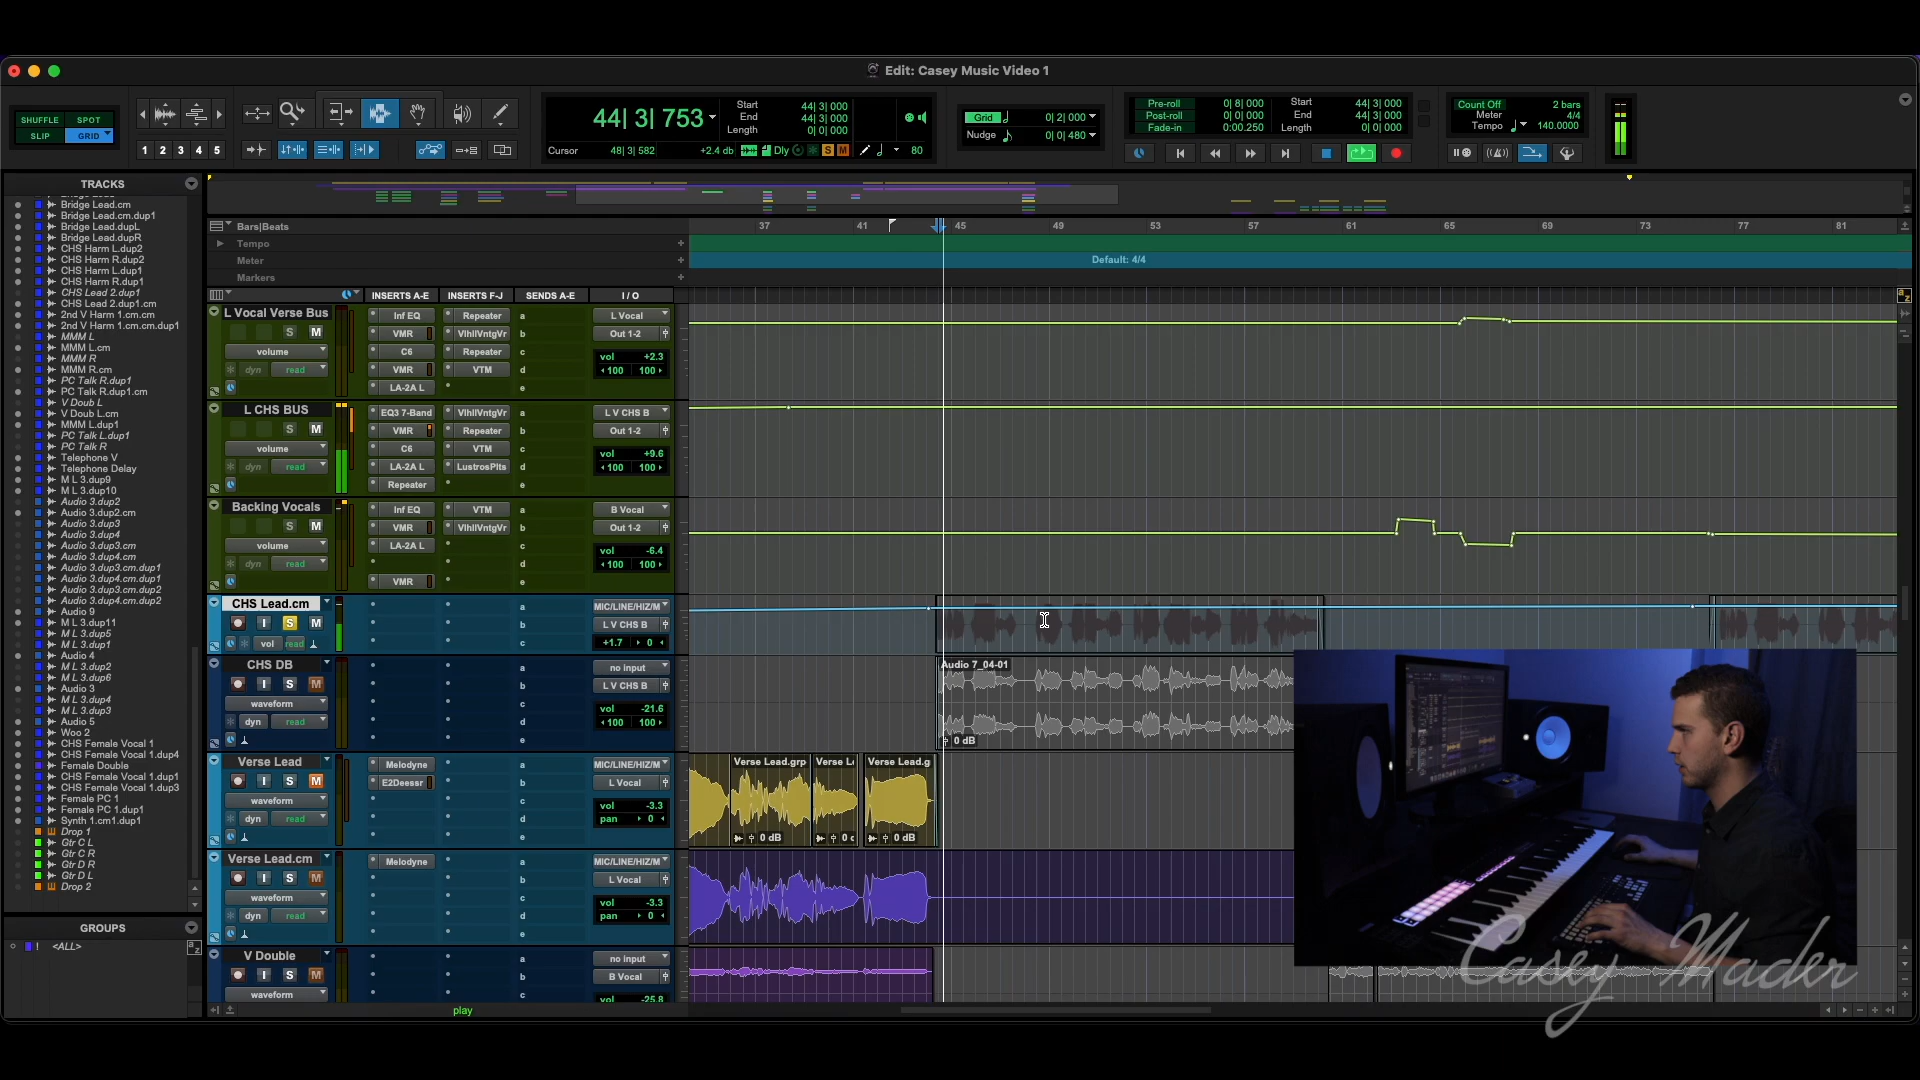 Edit: Casey Music Video 1
SHUFFLE SPOT
SLIP GRID
1 2 3 4 5
44| 3| 753
Start 44| 3| 000
End 44| 3| 000
Length 0| 0| 000
Cursor 48| 3| 582 +2.4 db Dly S M 80
Grid 0| 2| 000
Nudge 0| 0| 480
Pre-roll 0| 8| 000 Start 44| 3| 000
Post-roll 0| 0| 000 End 44| 3| 000
Fade-in 0:00.250 Length 0| 0| 000
Count Off 2 bars
Meter 4/4
Tempo 140.0000
TRACKS
Bridge Lead.cm
Bridge Lead.cm.dup1
Bridge Lead.dupL
Bridge Lead.dupR
CHS Harm L.dup2
CHS Harm R.dup2
CHS Harm L.dup1
CHS Harm R.dup1
CHS Lead 2.dup1
CHS Lead 2.dup1.cm
2nd V Harm 1.cm.cm
2nd V Harm 1.cm.cm.dup1
MMM L
MMM L.cm
MMM R
MMM R.cm
PC Talk R.dup1
PC Talk R.dup1.cm
V Doub L
V Doub L.cm
MMM L.dup1
PC Talk L.dup1
PC Talk R
Telephone V
Telephone Delay
M L 3.dup9
M L 3.dup10
Audio 3.dup2
Audio 3.dup2.cm
Audio 3.dup3
Audio 3.dup4
Audio 3.dup3.cm
Audio 3.dup4.cm
Audio 3.dup3.cm.dup1
Audio 3.dup4.cm.dup1
Audio 3.dup3.cm.dup2
Audio 3.dup4.cm.dup2
Audio 9
M L 3.dup11
M L 3.dup5
M L 3.dup1
Audio 4
M L 3.dup2
M L 3.dup6
Audio 3
M L 3.dup4
M L 3.dup3
Audio 5
Woo 2
CHS Female Vocal 1
CHS Female Vocal 1.dup4
Female Double
CHS Female Vocal 1.dup1
CHS Female Vocal 1.dup3
Female PC 1
Female PC 1.dup1
Synth 1.cm1.dup1
Drop 1
Gtr C L
Gtr C R
Gtr D R
Gtr D L
Drop 2
GROUPS
! <ALL>
Bars|Beats 37 41 45 49 53 57 61 65 69 73 77 81
Tempo
Meter Default: 4/4
Markers
INSERTS A-E INSERTS F-J SENDS A-E I / O
L Vocal Verse Bus Inf EQ Repeater a L Vocal
S M VMR VlhllVntgVr b Out 1-2
volume C6 Repeater c vol +2.3
dyn read VMR VTM d 100 100
LA-2A L e
L CHS BUS EQ3 7-Band VlhllVntgVr a L V CHS B
S M VMR Repeater b Out 1-2
volume C6 VTM c vol +9.6
dyn read LA-2A L LustrosPlts d 100 100
Repeater e
Backing Vocals Inf EQ VTM a B Vocal
S M VMR VlhllVntgVr b Out 1-2
volume LA-2A L c vol -6.4
dyn read d 100 100
VMR e
CHS Lead.cm a MIC/LINE/HIZ/M
I S M b L V CHS B
vol read c +1.7 0
CHS DB a no input Audio 7_04-01
I S M b L V CHS B
waveform c vol -21.6
dyn read d 100 100
e 0 dB
Verse Lead Melodyne a MIC/LINE/HIZ/M Verse Lead.grp Verse L Verse Lead.g
I S M E2Deessr b L Vocal
waveform c vol -3.3
dyn read d pan 0
e 0 dB 0 0 dB
Verse Lead.cm Melodyne a MIC/LINE/HIZ/M
I S M b L Vocal
waveform c vol -3.3
dyn read d pan 0
e
V Double a no input
I S M b B Vocal
waveform c vol -25.8
play
Casey Mader